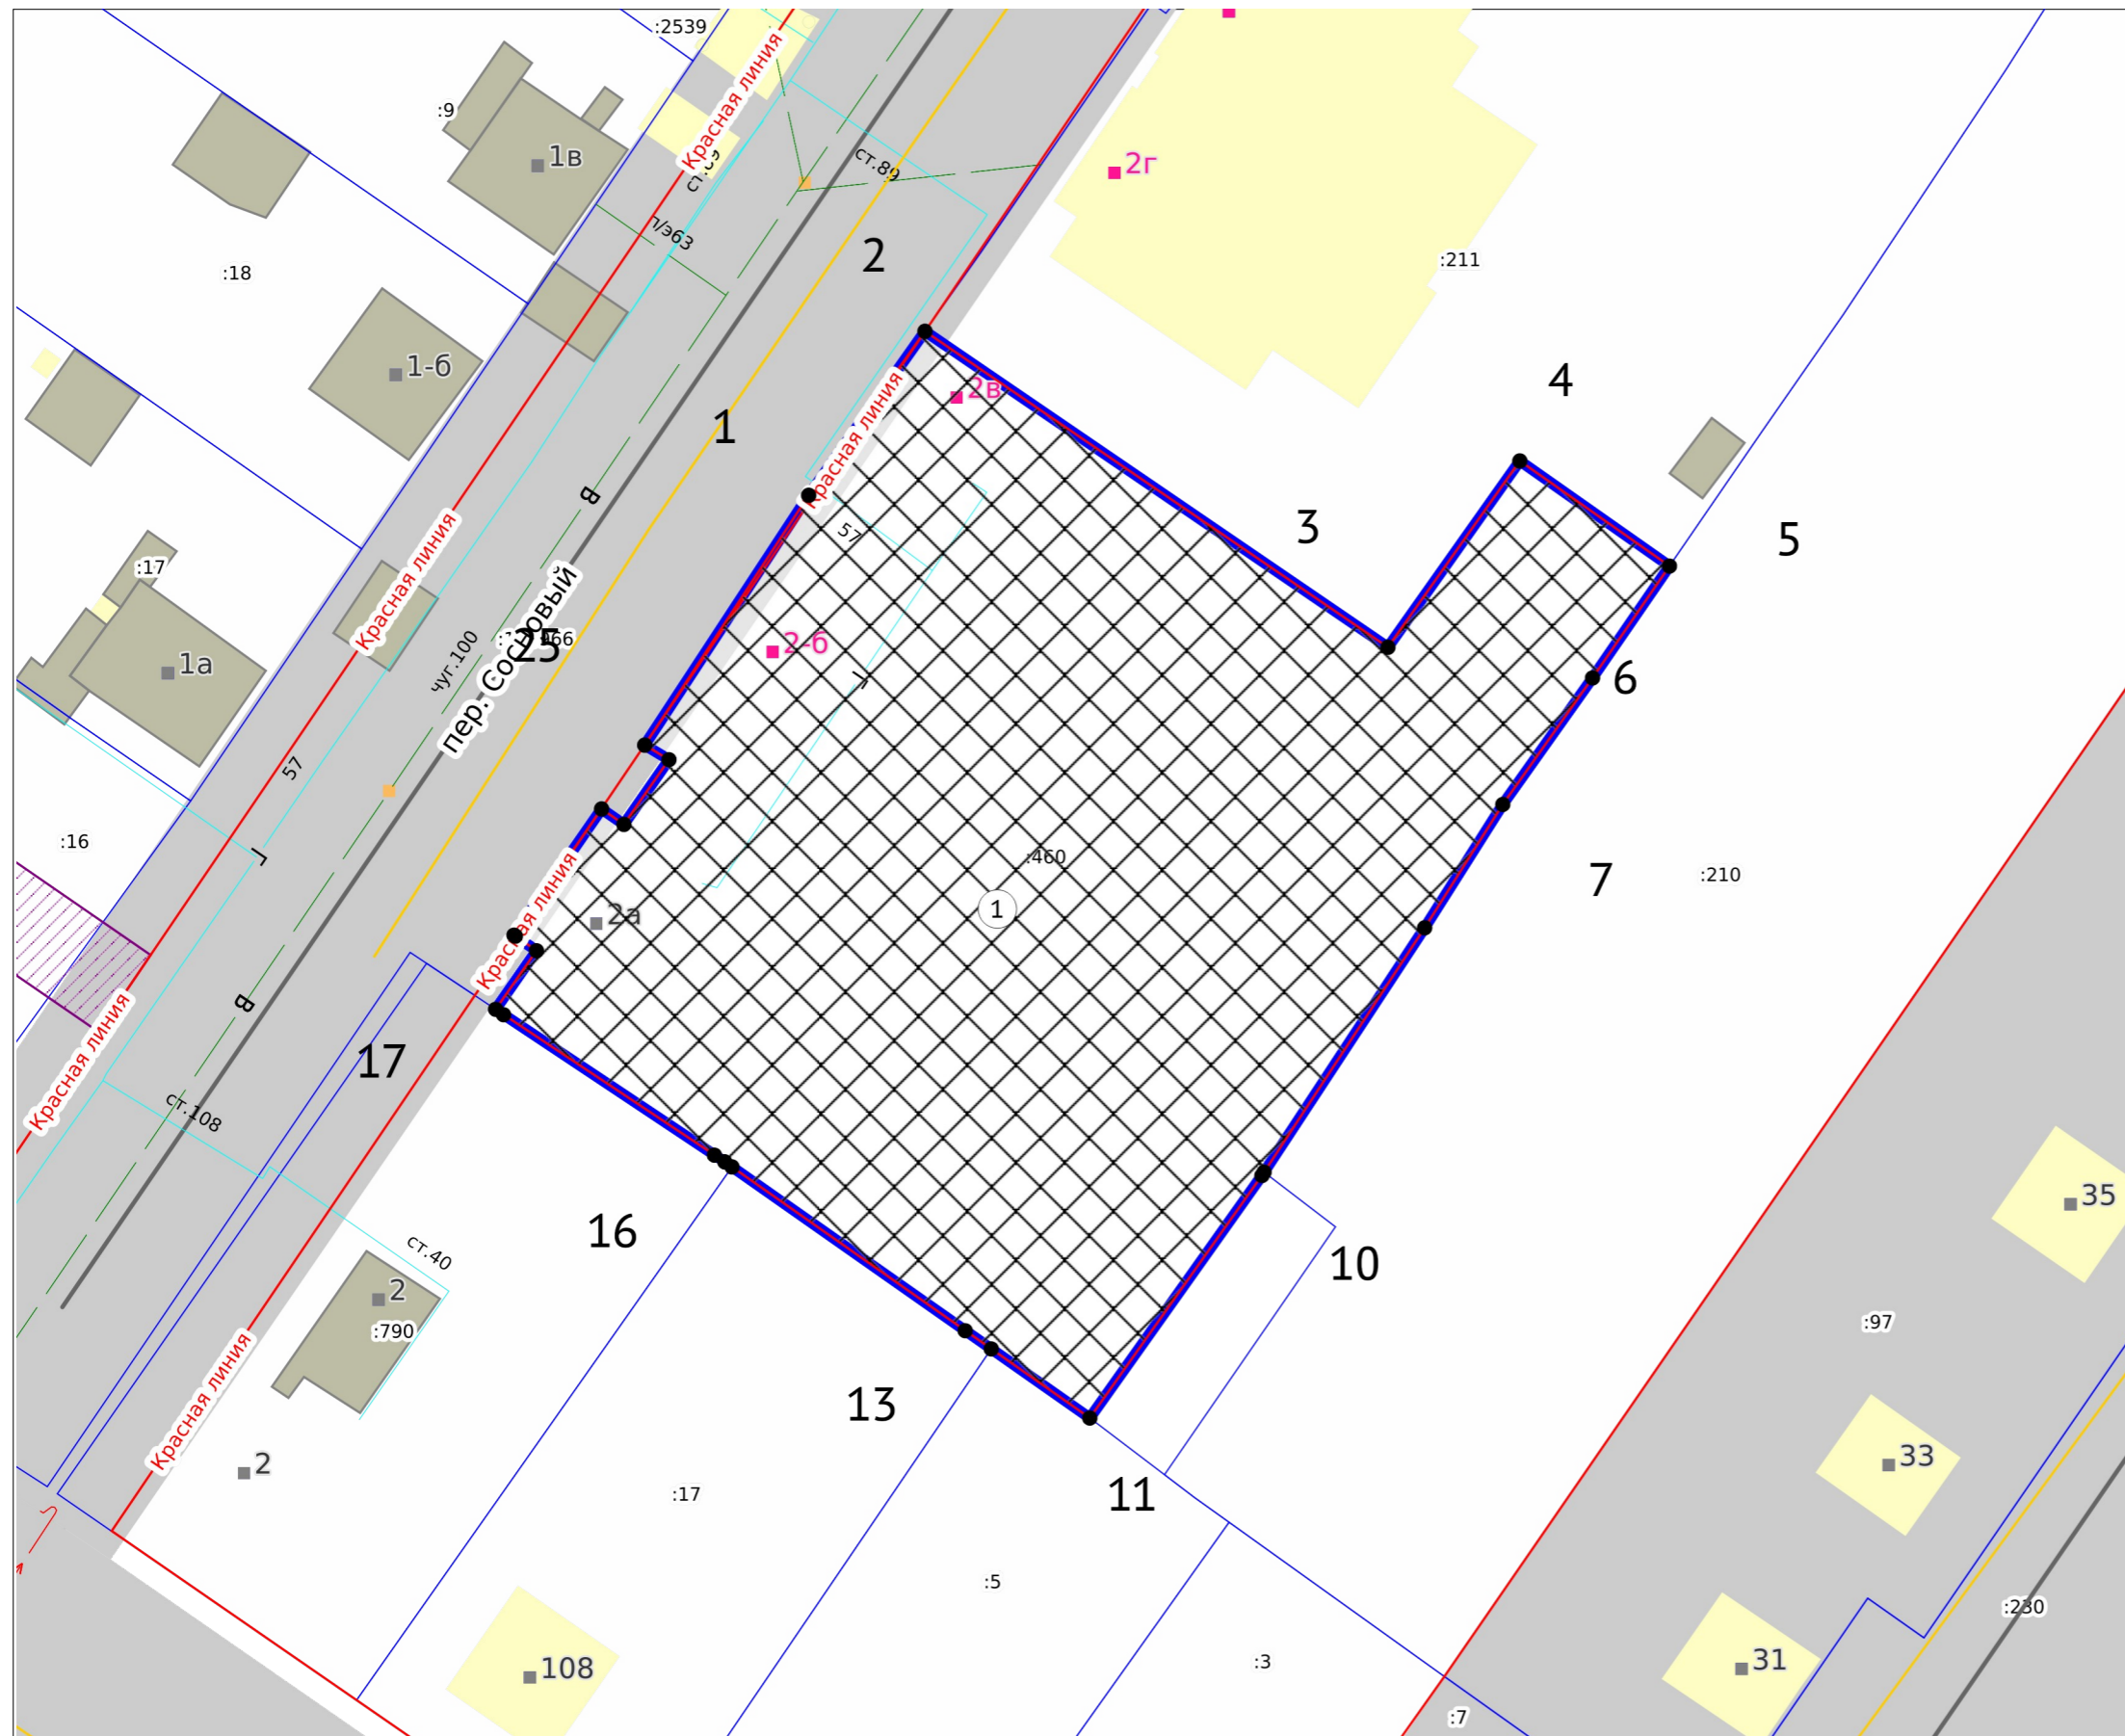 :2539
Красная линия
:9
1в
ст.89
2г
п/э63
2
:211
:18
1-б
4
2в
1
Красная линия
В
3
57
5
:17
Красная линия
1а
чуг.100
25
пер. Сосновый
2-б
6
Г
57
:16
Г
:460
7
:210
1
Красная линия
2а
В
17
Красная линия
ст.108
35
16
ст.40
10
2
:790
:97
Красная линия
13
2
33
:17
11
:5
:230
108
:3
31
:7